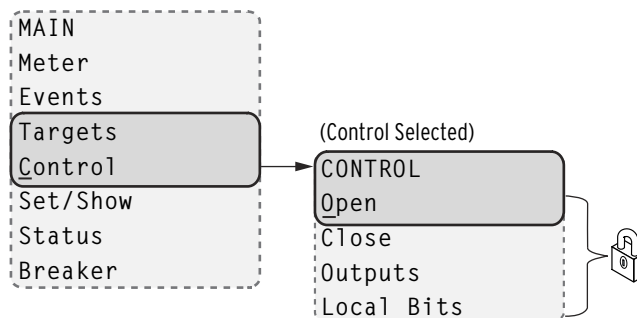 MAIN
Meter
Events
Targets
Control
Set/Show
Status
Breaker
(Control Selected)
CONTROL
Open
Close
Outputs
Local Bits